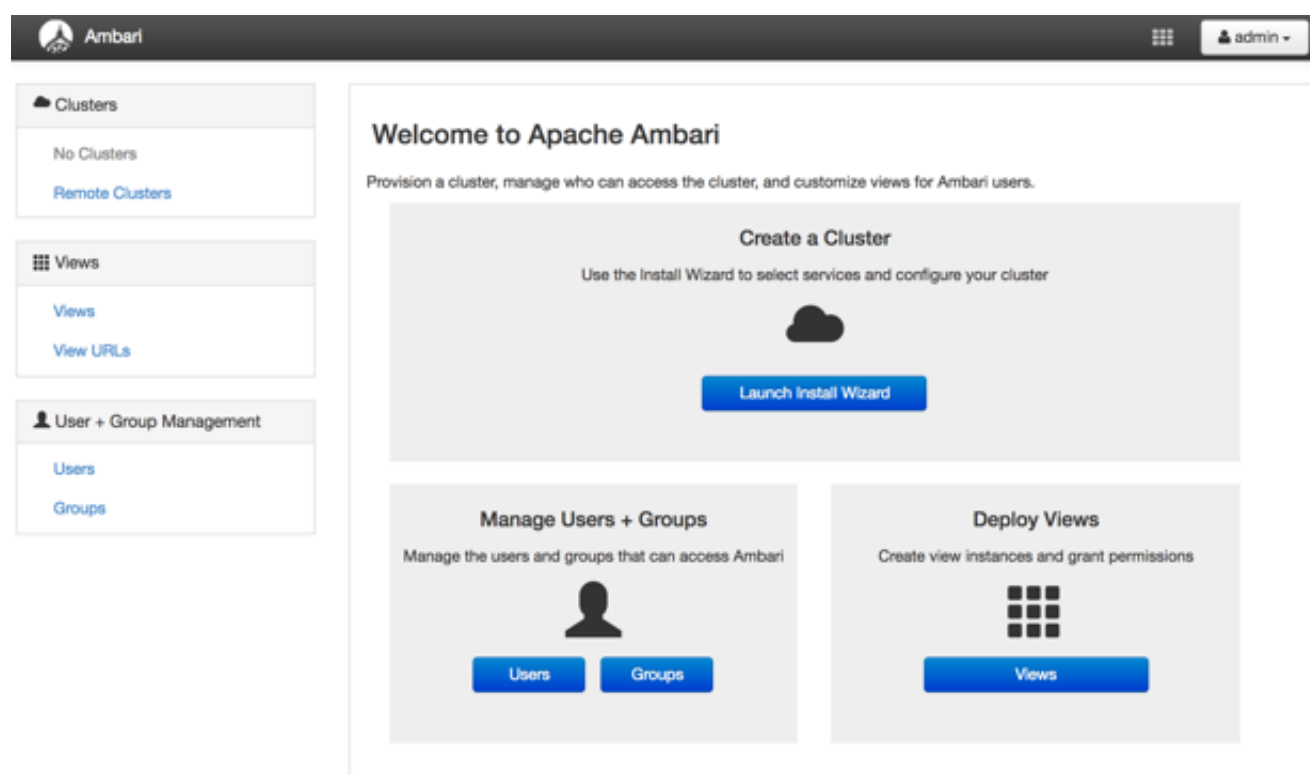 Ambari
admin
Clusters
No Clusters
Remote Clusters
Views
Views
View URLs
User + Group Management
Users
Groups
Welcome to Apache Ambari
Provision a cluster, manage who can access the cluster, and customize views for Ambari users.
Create a Cluster
Use the Install Wizard to select services and configure your cluster
Launch Install Wizard
Manage Users + Groups
Manage the users and groups that can access Ambari
Users
Groups
Deploy Views
Create view instances and grant permissions
Views